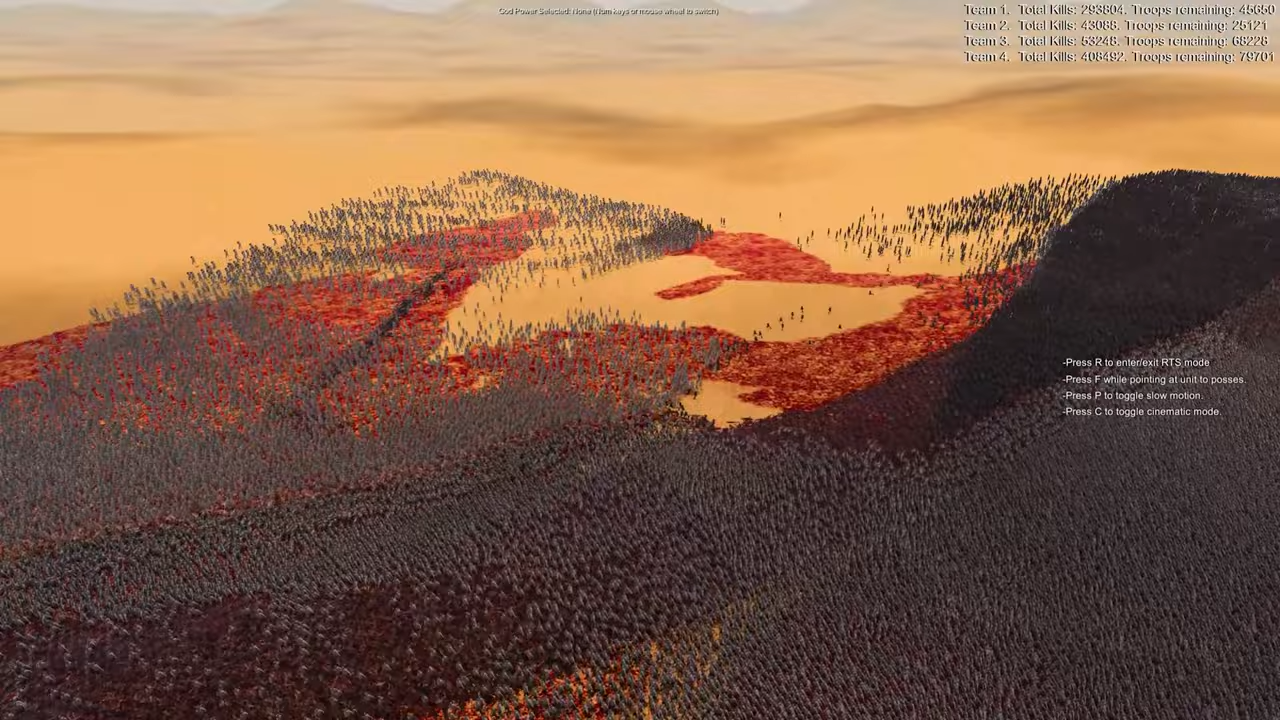 God Power Selected: None (Num keys or mouse wheel to switch)
Team 1. Total Kills: 293804. Troops remaining: 45650
Team 2. Total Kills: 43088. Troops remaining: 25121
Team 3. Total Kills: 53248. Troops remaining: 68228
Team 4. Total Kills: 408492. Troops remaining: 79701
-Press R to enter/exit RTS mode
-Press F while pointing at unit to posses.
-Press P to toggle slow motion.
-Press C to toggle cinematic mode.